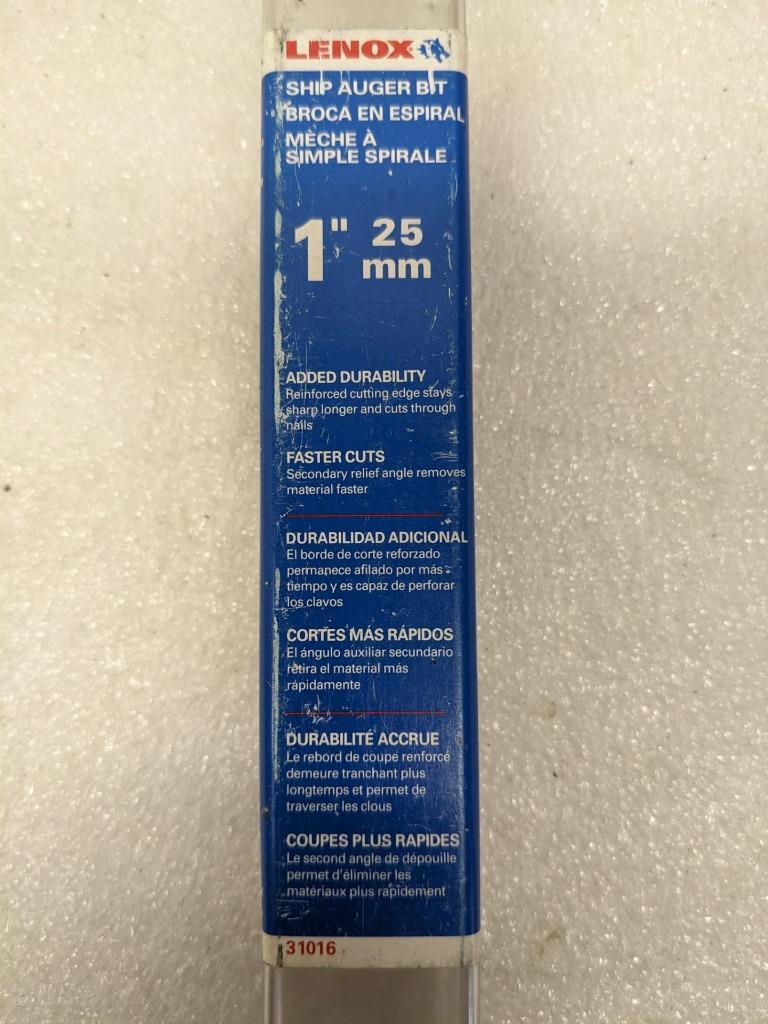 LENOX
SHIP AUGER BIT
BROCA EN ESPIRAL
MÈCHE À
SIMPLE SPIRALE
1" 25
mm
ADDED DURABILITY
Reinforced cutting edge stays
sharp longer and cuts through
nails
FASTER CUTS
Secondary relief angle removes
material faster
DURABILIDAD ADICIONAL
El borde de corte reforzado
permanece afilado por más
tiempo y es capaz de perforar
los clavos
CORTES MÁS RÁPIDOS
El ángulo auxiliar secundario
retira el material más
rápidamente
DURABILITÉ ACCRUE
Le rebord de coupe renforcé
demeure tranchant plus
longtemps et permet de
traverser les clous
COUPES PLUS RAPIDES
Le second angle de dépouille
permet d'éliminer les
matériaux plus rapidement
31016